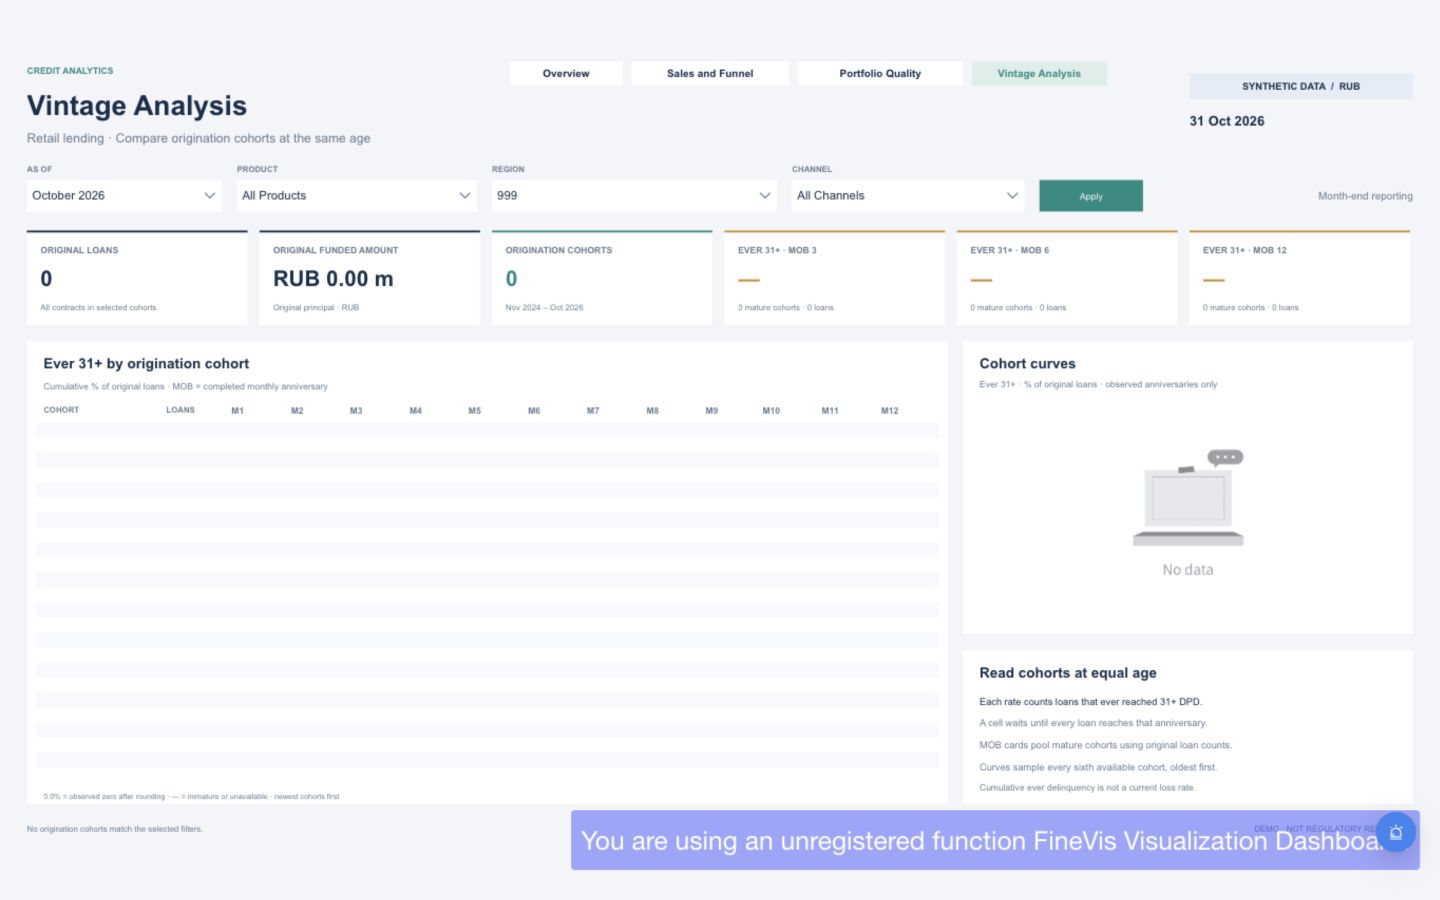 CREDIT ANALYTICS
Overview
Sales and Funnel
Portfolio Quality
Vintage Analysis
SYNTHETIC DATA / RUB
Vintage Analysis
31 Oct 2026
Retail lending · Compare origination cohorts at the same age
AS OF
PRODUCT
REGION
CHANNEL
October 2026
All Products
999
All Channels
Apply
Month-end reporting
ORIGINAL LOANS
0
All contracts in selected cohorts
ORIGINAL FUNDED AMOUNT
RUB 0.00 m
Original principal · RUB
ORIGINATION COHORTS
0
Nov 2024 – Oct 2026
EVER 31+ · MOB 3
—
0 mature cohorts · 0 loans
EVER 31+ · MOB 6
—
0 mature cohorts · 0 loans
EVER 31+ · MOB 12
—
0 mature cohorts · 0 loans
Ever 31+ by origination cohort
Cumulative % of original loans · MOB = completed monthly anniversary
COHORT LOANS M1 M2 M3 M4 M5 M6 M7 M8 M9 M10 M11 M12
0.0% = observed zero after rounding · — = immature or unavailable · newest cohorts first
Cohort curves
Ever 31+ · % of original loans · observed anniversaries only
No data
Read cohorts at equal age
Each rate counts loans that ever reached 31+ DPD.
A cell waits until every loan reaches that anniversary.
MOB cards pool mature cohorts using original loan counts.
Curves sample every sixth available cohort, oldest first.
Cumulative ever delinquency is not a current loss rate.
No origination cohorts match the selected filters.
DEMO · NOT REGULATORY
You are using an unregistered function FineVis Visualization